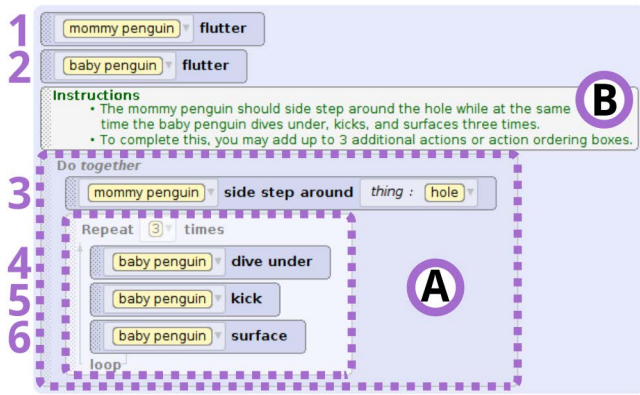 1 mommy penguin flutter
2 baby penguin flutter
Instructions
• The mommy penguin should side step around the hole while at the same
time the baby penguin dives under, kicks, and surfaces three times.
• To complete this, you may add up to 3 additional actions or action ordering boxes.
B
Do together
3 mommy penguin side step around thing : hole
Repeat 3 times
4 baby penguin dive under
5 baby penguin kick
6 baby penguin surface
A
loop